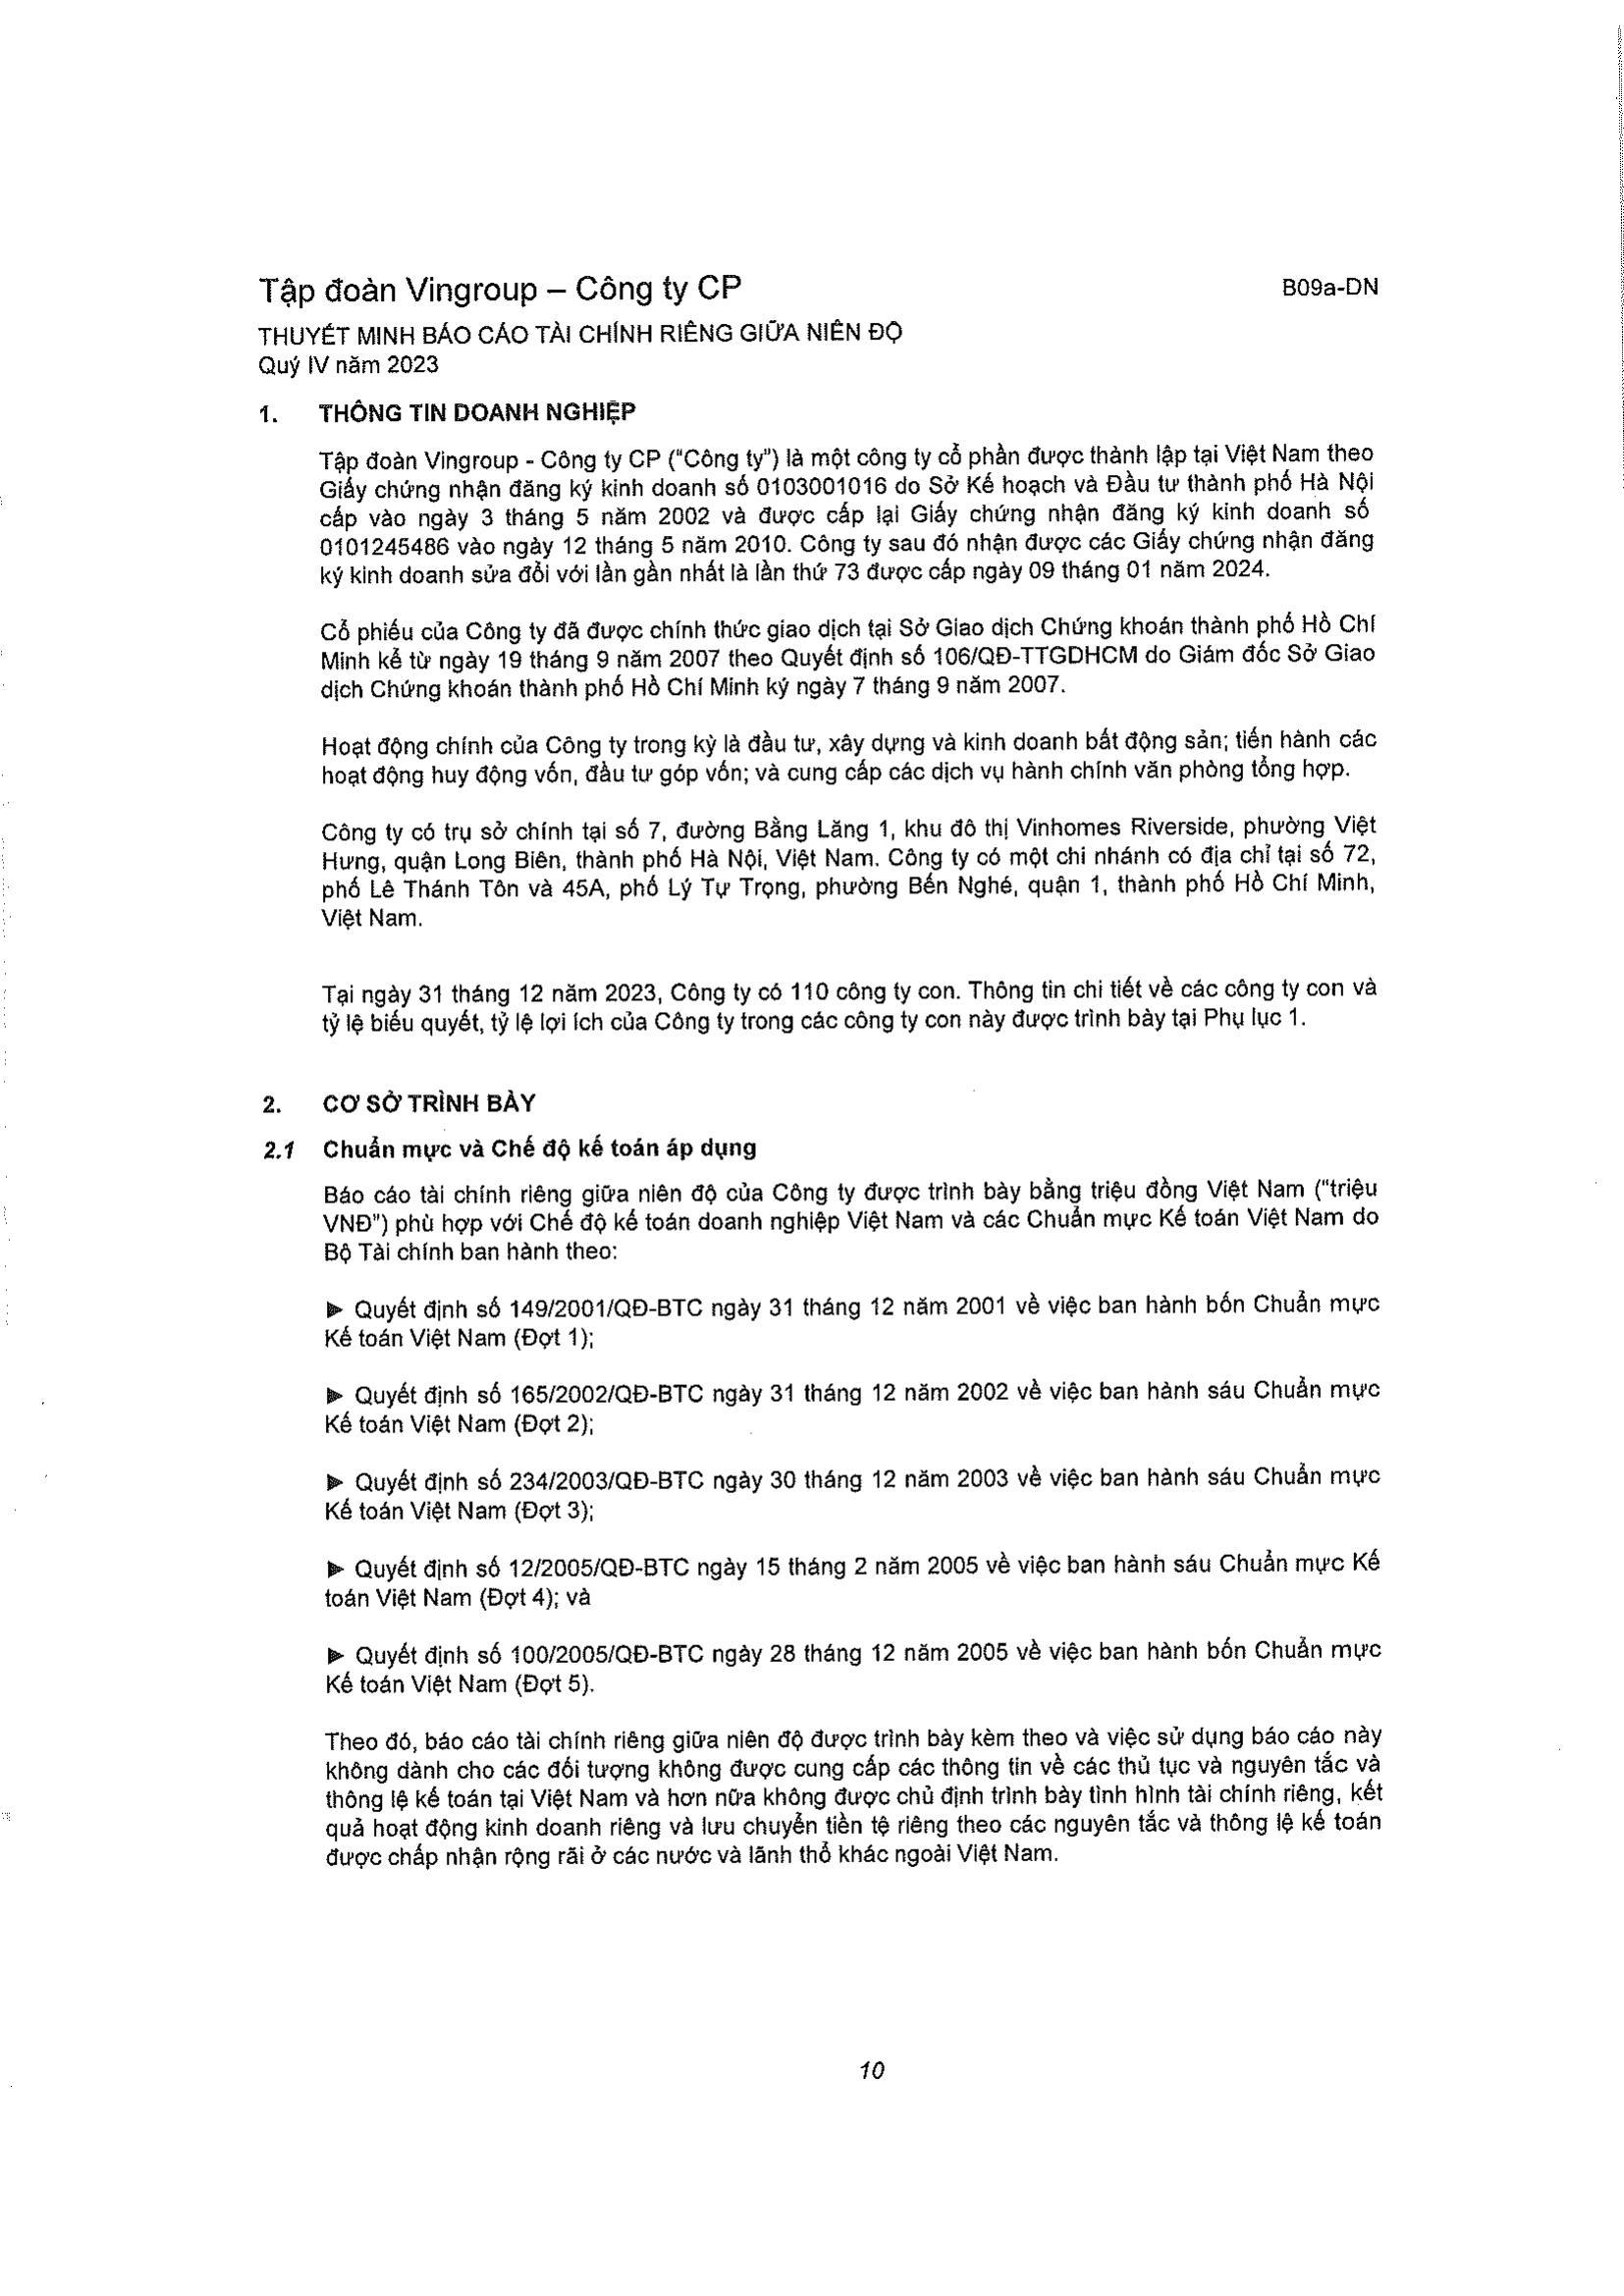 Tập đoàn Vingroup – Công ty CP
B09a-DN
THUYẾT MINH BÁO CÁO TÀI CHÍNH RIÊNG GIỮA NIÊN ĐỘ
Quý IV năm 2023
1. THÔNG TIN DOANH NGHIỆP
Tập đoàn Vingroup - Công ty CP ("Công ty") là một công ty cổ phần được thành lập tại Việt Nam theo
Giấy chứng nhận đăng ký kinh doanh số 0103001016 do Sở Kế hoạch và Đầu tư thành phố Hà Nội
cấp vào ngày 3 tháng 5 năm 2002 và được cấp lại Giấy chứng nhận đăng ký kinh doanh số
0101245486 vào ngày 12 tháng 5 năm 2010. Công ty sau đó nhận được các Giấy chứng nhận đăng
ký kinh doanh sửa đổi với lần gần nhất là lần thứ 73 được cấp ngày 09 tháng 01 năm 2024.
Cổ phiếu của Công ty đã được chính thức giao dịch tại Sở Giao dịch Chứng khoán thành phố Hồ Chí
Minh kể từ ngày 19 tháng 9 năm 2007 theo Quyết định số 106/QĐ-TTGDHCM do Giám đốc Sở Giao
dịch Chứng khoán thành phố Hồ Chí Minh ký ngày 7 tháng 9 năm 2007.
Hoạt động chính của Công ty trong kỳ là đầu tư, xây dựng và kinh doanh bất động sản; tiến hành các
hoạt động huy động vốn, đầu tư góp vốn; và cung cấp các dịch vụ hành chính văn phòng tổng hợp.
Công ty có trụ sở chính tại số 7, đường Bằng Lăng 1, khu đô thị Vinhomes Riverside, phường Việt
Hưng, quận Long Biên, thành phố Hà Nội, Việt Nam. Công ty có một chi nhánh có địa chỉ tại số 72,
phố Lê Thánh Tôn và 45A, phố Lý Tự Trọng, phường Bến Nghé, quận 1, thành phố Hồ Chí Minh,
Việt Nam.
Tại ngày 31 tháng 12 năm 2023, Công ty có 110 công ty con. Thông tin chi tiết về các công ty con và
tỷ lệ biểu quyết, tỷ lệ lợi ích của Công ty trong các công ty con này được trình bày tại Phụ lục 1.
2. CƠ SỞ TRÌNH BÀY
2.1 Chuẩn mực và Chế độ kế toán áp dụng
Báo cáo tài chính riêng giữa niên độ của Công ty được trình bày bằng triệu đồng Việt Nam ("triệu
VNĐ") phù hợp với Chế độ kế toán doanh nghiệp Việt Nam và các Chuẩn mực Kế toán Việt Nam do
Bộ Tài chính ban hành theo:
► Quyết định số 149/2001/QĐ-BTC ngày 31 tháng 12 năm 2001 về việc ban hành bốn Chuẩn mực
Kế toán Việt Nam (Đợt 1);
► Quyết định số 165/2002/QĐ-BTC ngày 31 tháng 12 năm 2002 về việc ban hành sáu Chuẩn mực
Kế toán Việt Nam (Đợt 2);
► Quyết định số 234/2003/QĐ-BTC ngày 30 tháng 12 năm 2003 về việc ban hành sáu Chuẩn mực
Kế toán Việt Nam (Đợt 3);
► Quyết định số 12/2005/QĐ-BTC ngày 15 tháng 2 năm 2005 về việc ban hành sáu Chuẩn mực Kế
toán Việt Nam (Đợt 4); và
► Quyết định số 100/2005/QĐ-BTC ngày 28 tháng 12 năm 2005 về việc ban hành bốn Chuẩn mực
Kế toán Việt Nam (Đợt 5).
Theo đó, báo cáo tài chính riêng giữa niên độ được trình bày kèm theo và việc sử dụng báo cáo này
không dành cho các đối tượng không được cung cấp các thông tin về các thủ tục và nguyên tắc và
thông lệ kế toán tại Việt Nam và hơn nữa không được chủ định trình bày tình hình tài chính riêng, kết
quả hoạt động kinh doanh riêng và lưu chuyển tiền tệ riêng theo các nguyên tắc và thông lệ kế toán
được chấp nhận rộng rãi ở các nước và lãnh thổ khác ngoài Việt Nam.
10